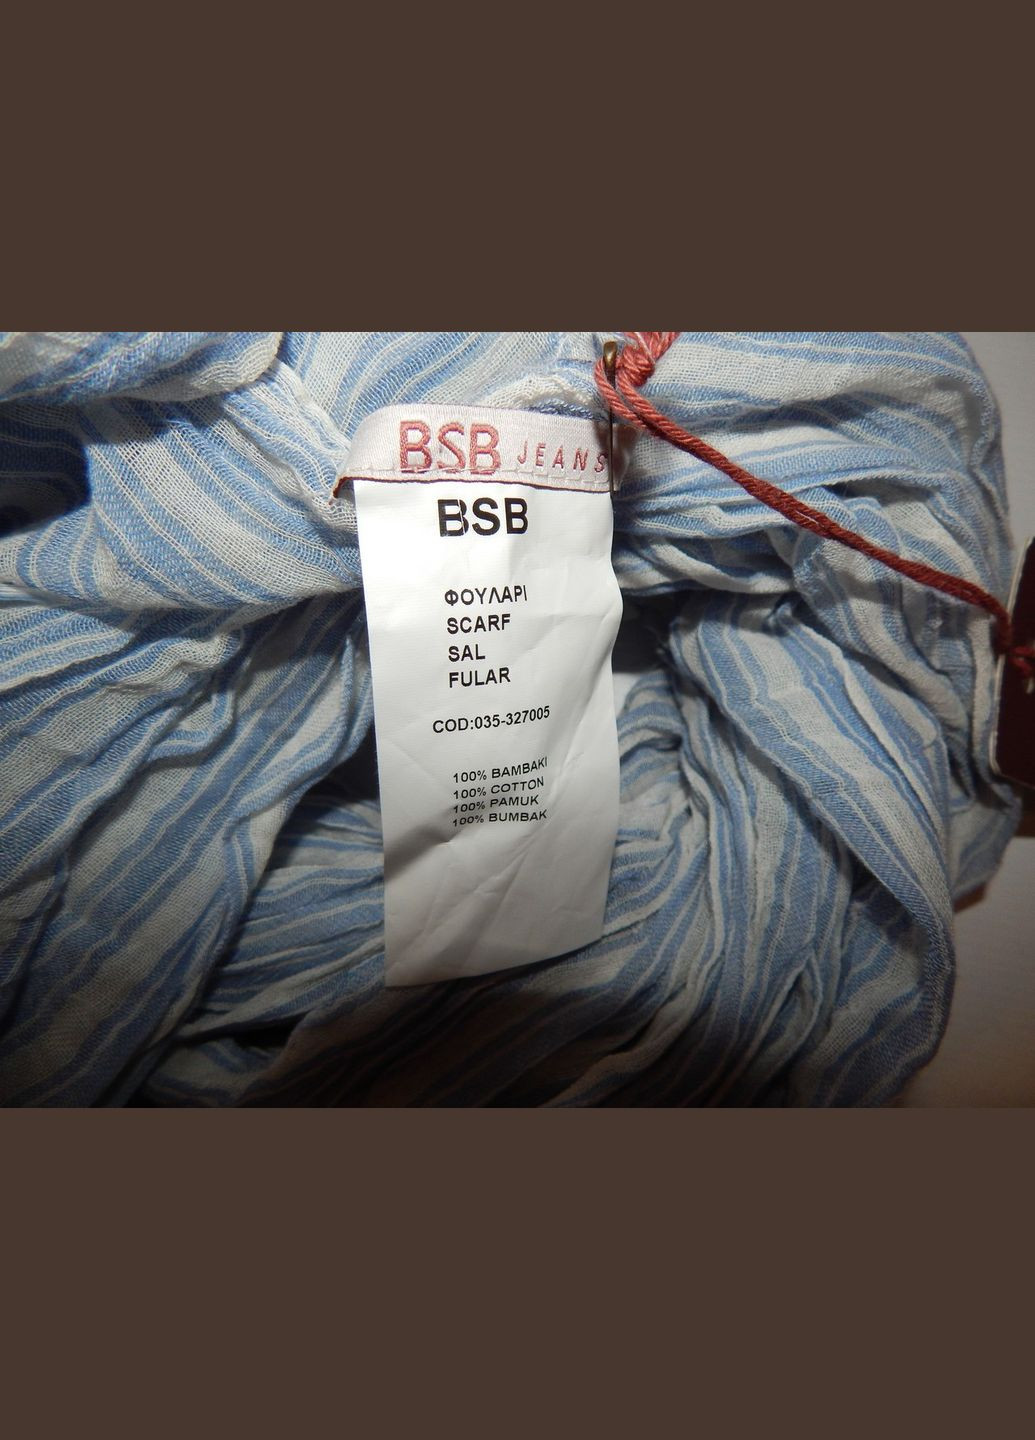 BSB JEANS
BSB
ΦΟΥΛΑΡΙ
SCARF
SAL
FULAR
COD:035-327005
100% BAMBAKI
100% COTTON
100% PAMUK
100% BUMBAK